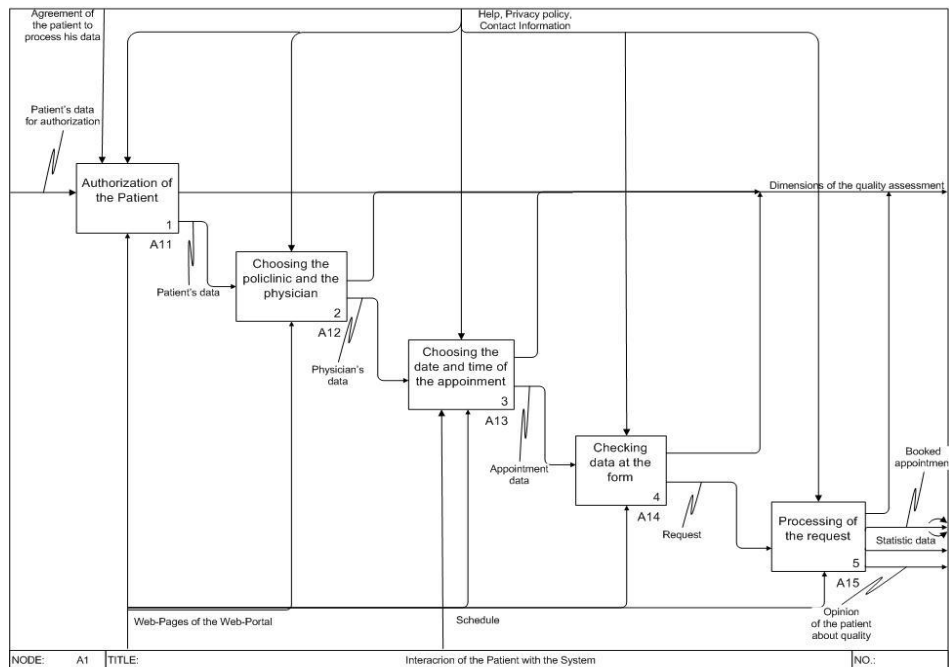 Agreement of
the patient to
process his data
Help, Privacy policy,
Contact Information
Patient's data
for authorization
Authorization of
the Patient
1
A11
Dimensions of the quality assessment
Patient's data
Choosing the
policlinic and the
physician
2
A12
Physician's
data
Choosing the
date and time of
the appoinment
3
A13
Appointment
data
Checking
data at the
form
4
A14
Request
Booked
appointmen
Processing of
the request
5
A15
Statistic data
Opinion
of the patient
about quality
Web-Pages of the Web-Portal
Schedule
NODE: A1 TITLE: Interacrion of the Patient with the System NO.: